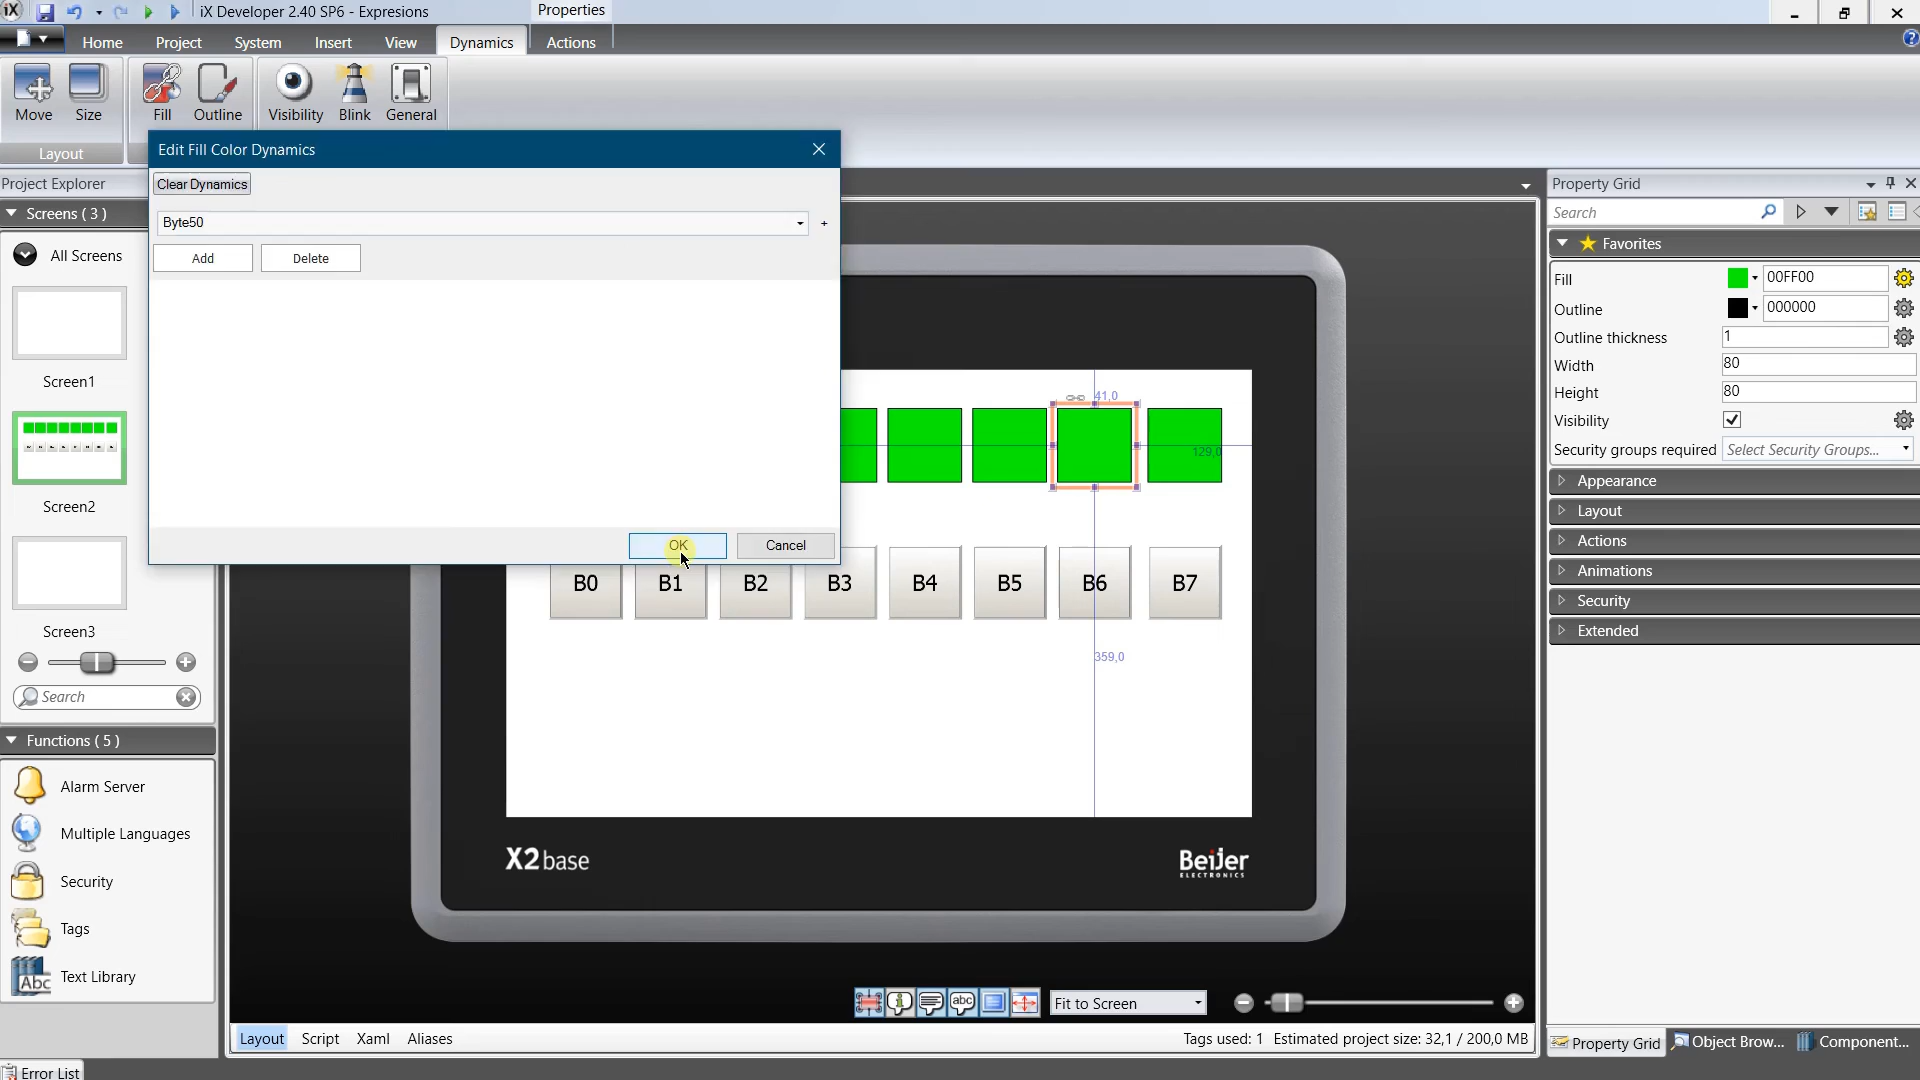 iX
iX Developer 2.40 SP6 - Expresions
Properties
Home
Project
System
Insert
View
Dynamics
Actions
Move
Size
Fill
Outline
Visibility
Blink
General
Layout
Edit Fill Color Dynamics
Clear Dynamics
Byte50
+
Add
Delete
OK
Cancel
Project Explorer
Screens ( 3 )
All Screens
Screen1
Screen2
Screen3
Search
Functions ( 5 )
Alarm Server
Multiple Languages
Security
Tags
Abc
Text Library
41,0
129,0
359,0
B0
B1
B2
B3
B4
B5
B6
B7
X2 base
Beijer
ELECTRONICS
abc
Fit to Screen
Layout
Script
Xaml
Aliases
Tags used: 1
Estimated project size: 32,1 / 200,0 MB
Error List
Property Grid
Search
Favorites
Fill
00FF00
Outline
000000
Outline thickness
1
Width
80
Height
80
Visibility
Security groups required
Select Security Groups...
Appearance
Layout
Actions
Animations
Security
Extended
Property Grid
Object Brow...
Component...